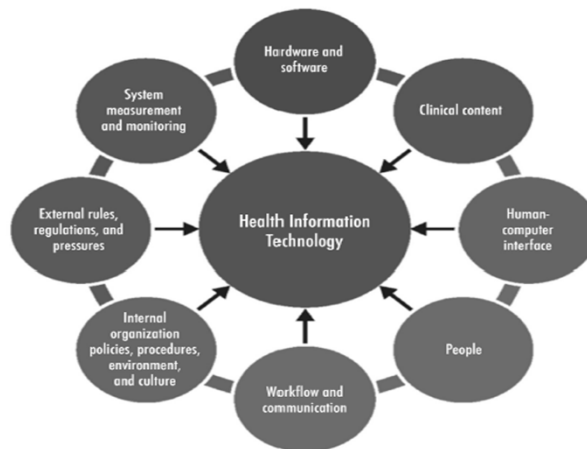 Hardware and
software
System
measurement
and monitoring
Clinical content
External rules,
regulations, and
pressures
Health Information
Technology
Human-
computer
interface
Internal
organization
policies, procedures,
environment,
and culture
People
Workflow and
communication